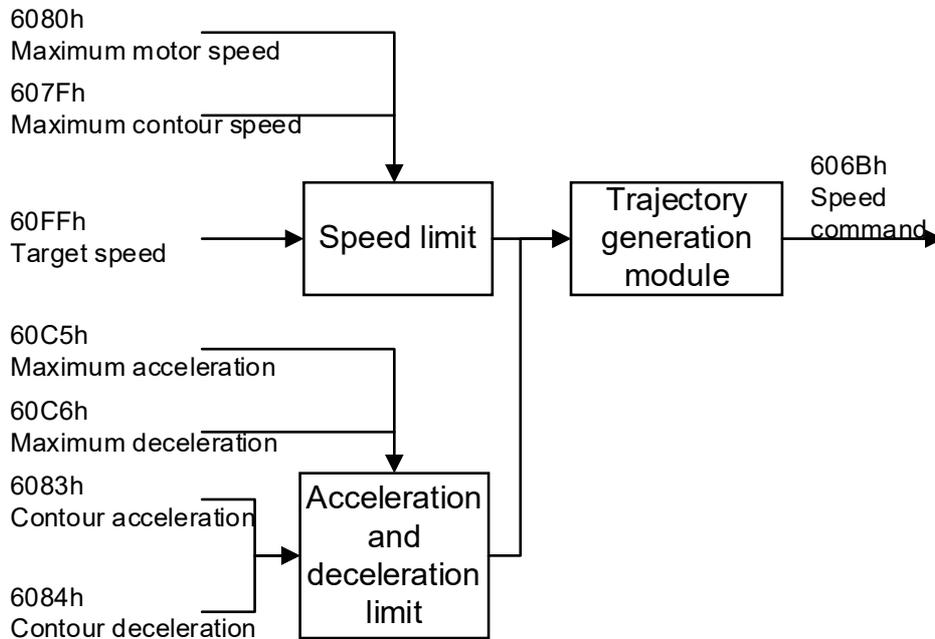 6080h
Maximum motor speed
607Fh
Maximum contour speed
60FFh
Target speed
Speed limit
Trajectory
generation
module
606Bh
Speed
command
60C5h
Maximum acceleration
60C6h
Maximum deceleration
6083h
Contour acceleration
6084h
Contour deceleration
Acceleration
and
deceleration
limit